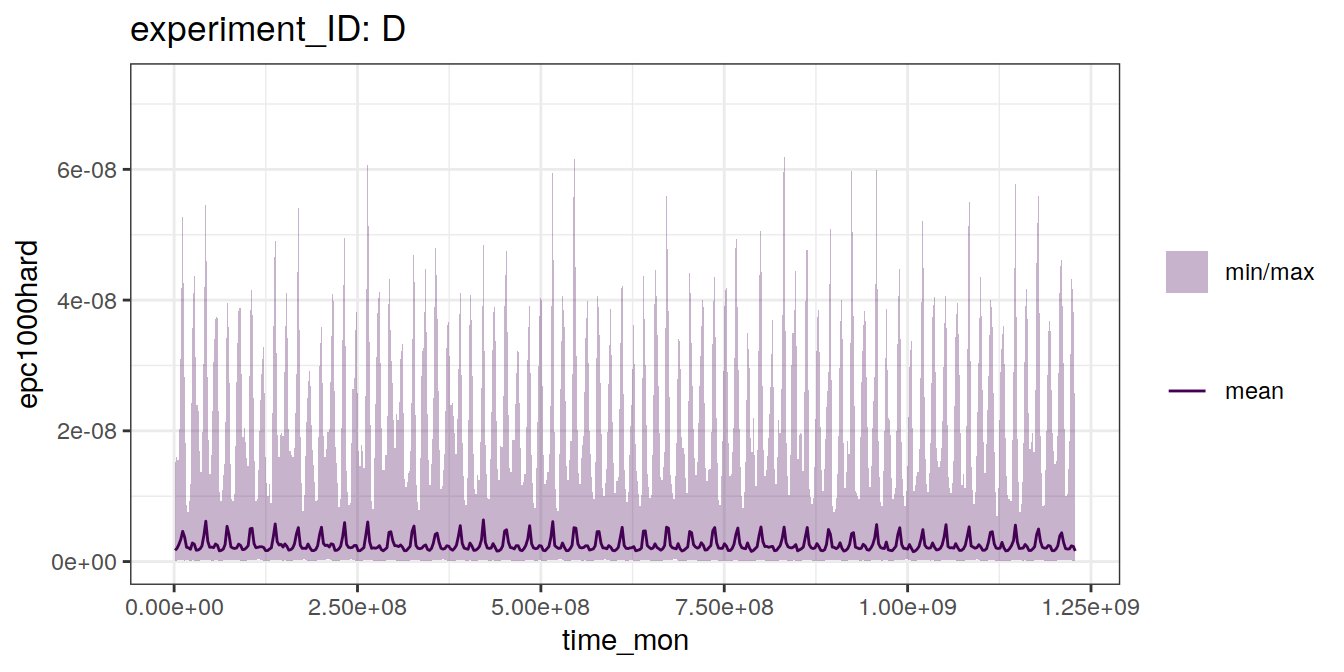 experiment_ID: D
epc1000hard
6e-08
4e-08
2e-08
0e+00
0.00e+00 2.50e+08 5.00e+08 7.50e+08 1.00e+09 1.25e+09
time_mon
min/max
mean